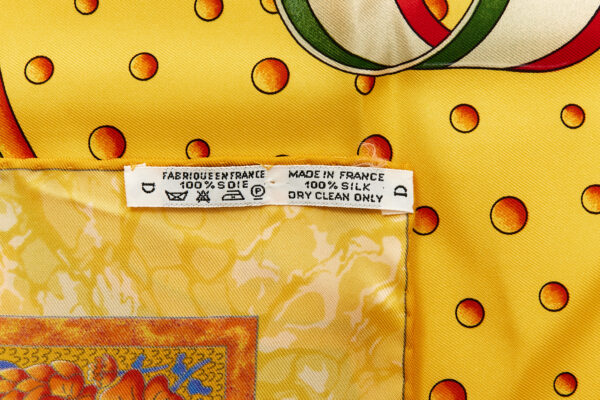 D
FABRIQUE EN FRANCE
100% SOIE
MADE IN FRANCE
100% SILK
DRY CLEAN ONLY
D